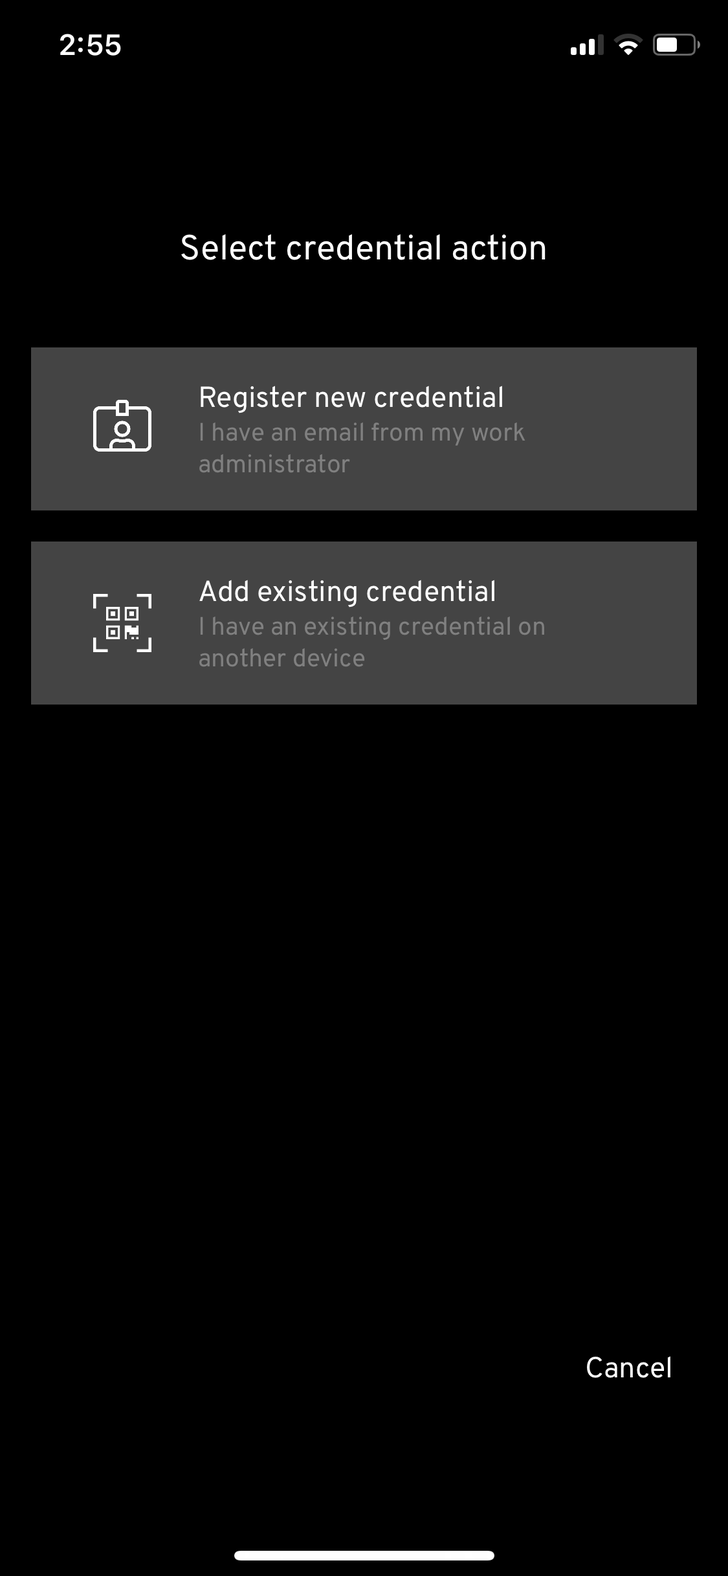 2:55
Select credential action
Register new credential
I have an email from my work
administrator
Add existing credential
I have an existing credential on
another device
Cancel